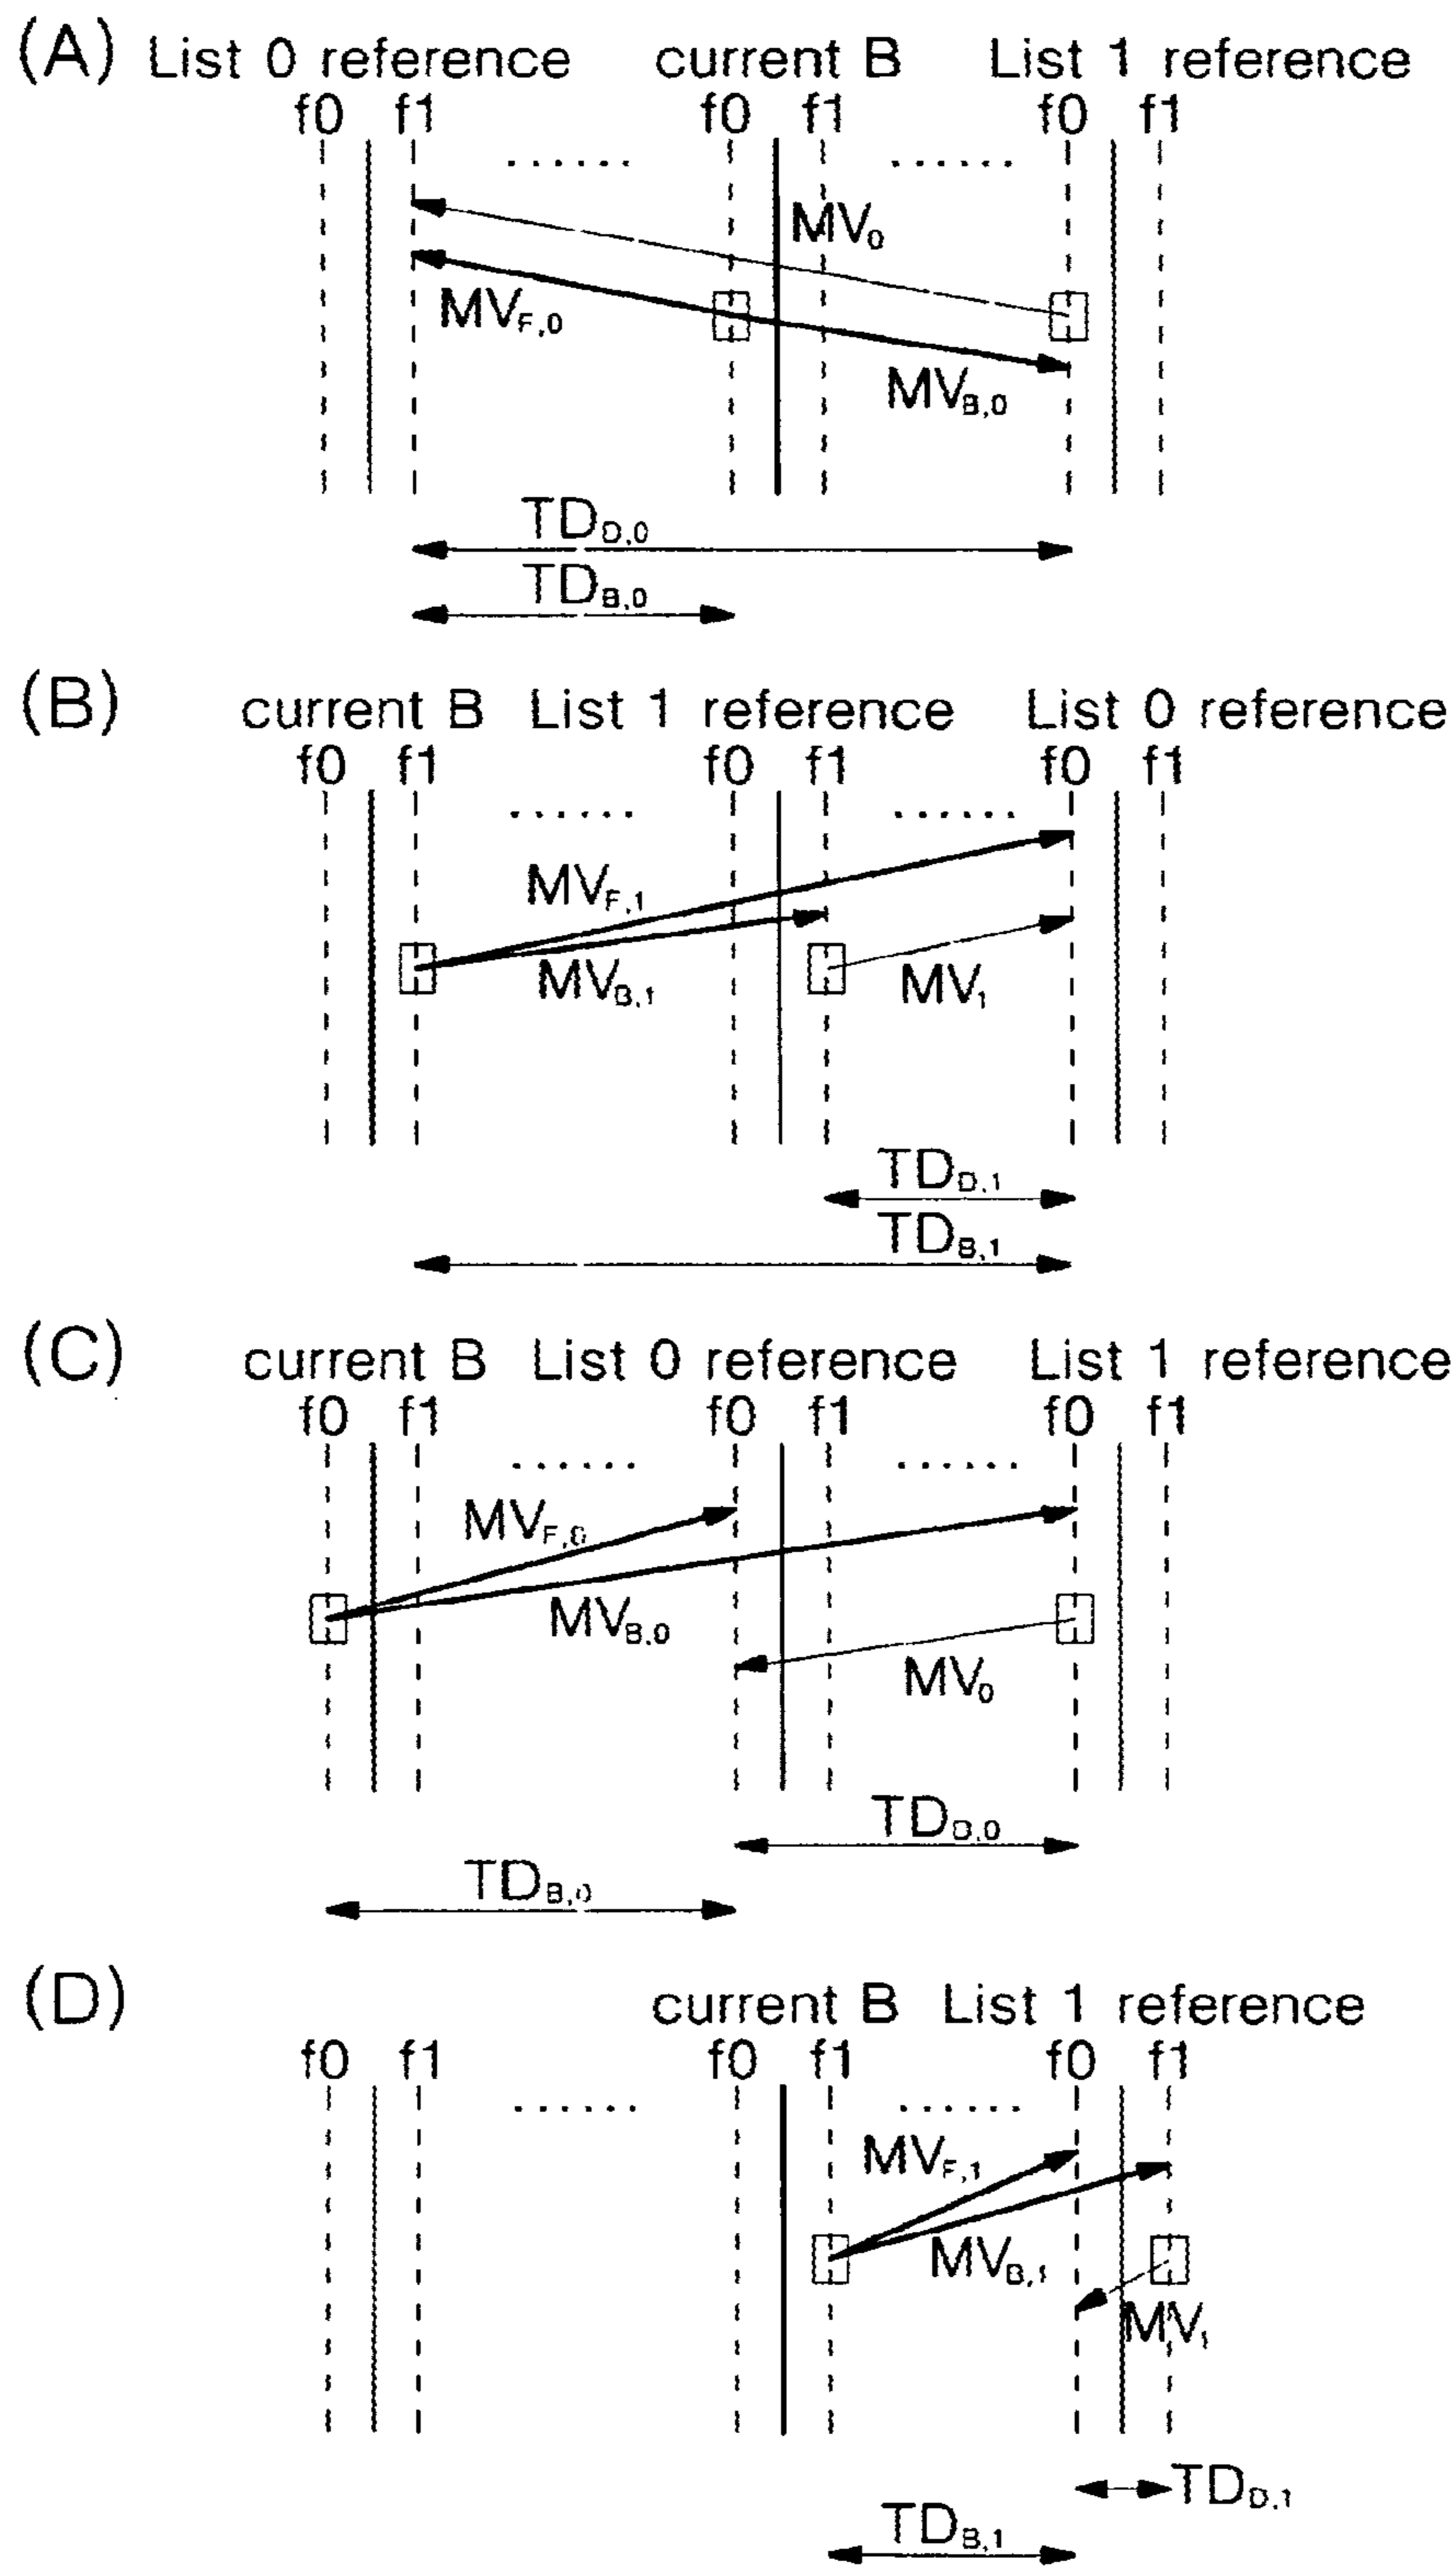 (A) List 0 reference current B List 1 reference
f0 f1 f0 f1 f0 f1
......
......
MV0
MVF,0
MVB,0
TDD,0
TDB,0
(B) current B List 1 reference List 0 reference
f0 f1 f0 f1 f0 f1
......
......
MVF,1
MVB,1
MV1
TDD,1
TDB,1
(C) current B List 0 reference List 1 reference
f0 f1 f0 f1 f0 f1
......
......
MVF,0
MVB,0
MV0
TDD,0
TDB,0
(D) current B List 1 reference
f0 f1 f0 f1 f0 f1
......
......
MVF,1
MVB,1
MV1
TDD,1
TDB,1